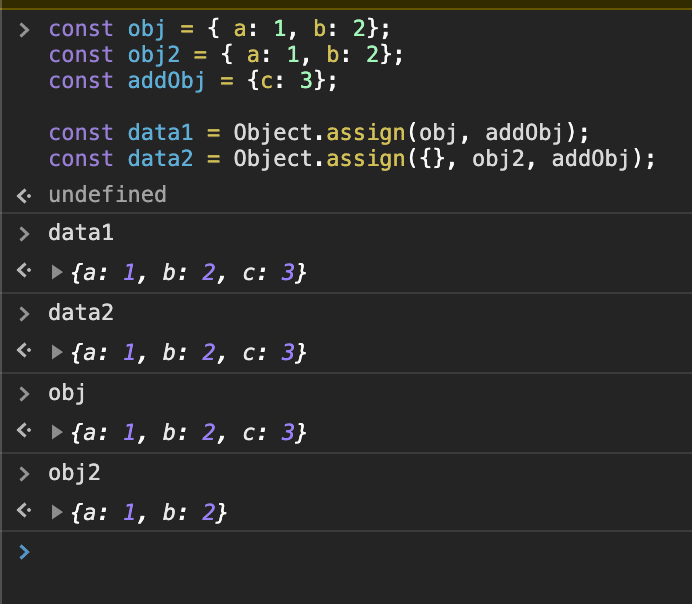 const obj = { a: 1, b: 2};
const obj2 = { a: 1, b: 2};
const addObj = {c: 3};
const data1 = Object.assign(obj, addObj);
const data2 = Object.assign({}, obj2, addObj);
undefined
data1
{a: 1, b: 2, c: 3}
data2
{a: 1, b: 2, c: 3}
obj
{a: 1, b: 2, c: 3}
obj2
{a: 1, b: 2}